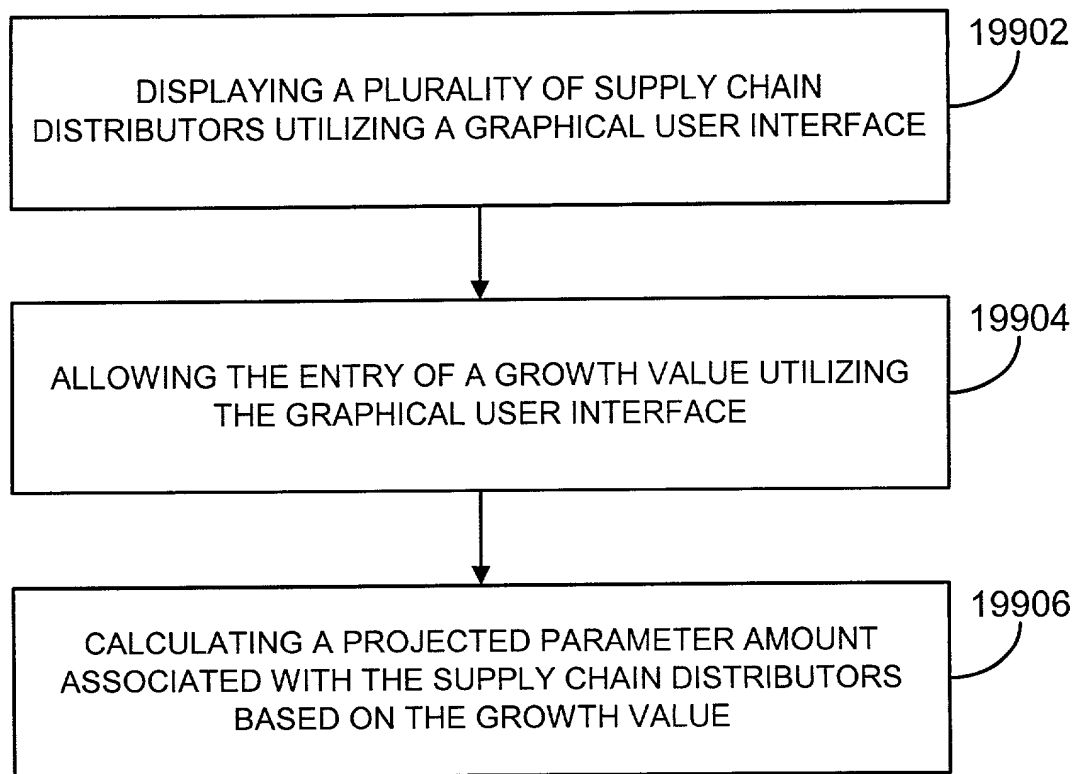 19902
DISPLAYING A PLURALITY OF SUPPLY CHAIN
DISTRIBUTORS UTILIZING A GRAPHICAL USER INTERFACE
19904
ALLOWING THE ENTRY OF A GROWTH VALUE UTILIZING
THE GRAPHICAL USER INTERFACE
19906
CALCULATING A PROJECTED PARAMETER AMOUNT
ASSOCIATED WITH THE SUPPLY CHAIN DISTRIBUTORS
BASED ON THE GROWTH VALUE